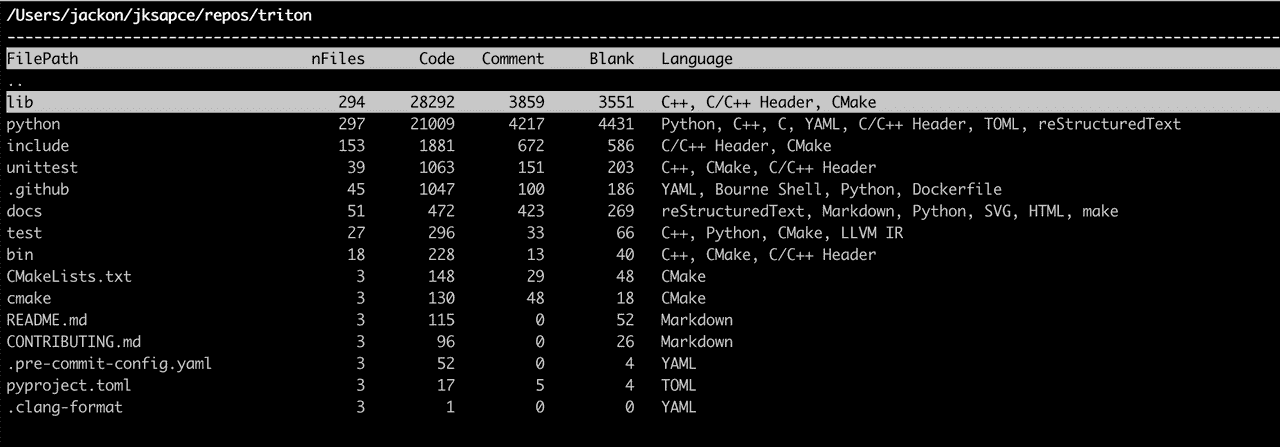 /Users/jackon/jksapce/repos/triton
--------------------------------------------------------------------------------------------------------------------------------------------
FilePath nFiles Code Comment Blank Language
..
lib 294 28292 3859 3551 C++, C/C++ Header, CMake
python 297 21009 4217 4431 Python, C++, C, YAML, C/C++ Header, TOML, reStructuredText
include 153 1881 672 586 C/C++ Header, CMake
unittest 39 1063 151 203 C++, CMake, C/C++ Header
.github 45 1047 100 186 YAML, Bourne Shell, Python, Dockerfile
docs 51 472 423 269 reStructuredText, Markdown, Python, SVG, HTML, make
test 27 296 33 66 C++, Python, CMake, LLVM IR
bin 18 228 13 40 C++, CMake, C/C++ Header
CMakeLists.txt 3 148 29 48 CMake
cmake 3 130 48 18 CMake
README.md 3 115 0 52 Markdown
CONTRIBUTING.md 3 96 0 26 Markdown
.pre-commit-config.yaml 3 52 0 4 YAML
pyproject.toml 3 17 5 4 TOML
.clang-format 3 1 0 0 YAML